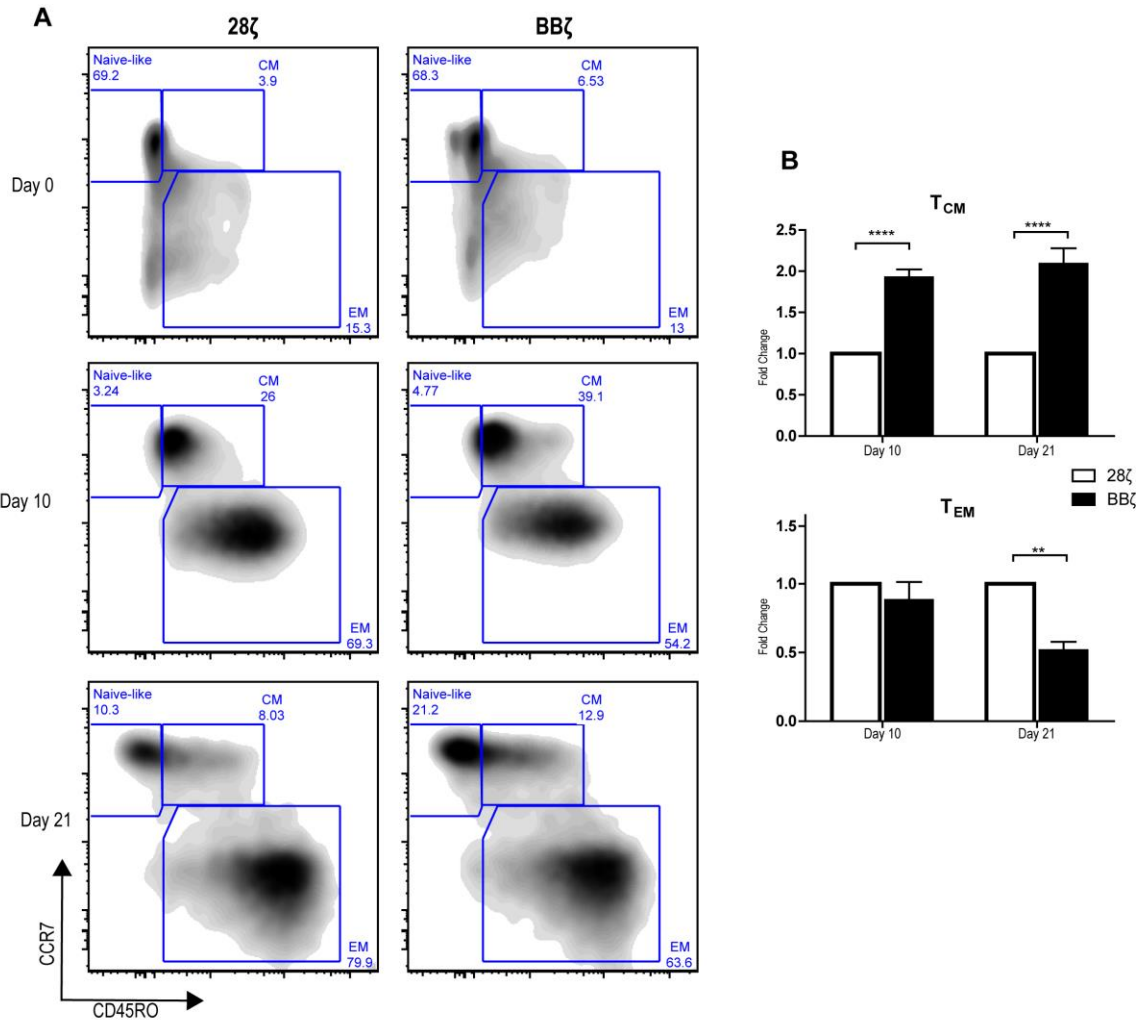 A
28ζ
BBζ
Naive-like
69.2
CM
3.9
EM
15.3
Naive-like
68.3
CM
6.53
EM
13
Day 0
Naive-like
3.24
CM
26
EM
69.3
Naive-like
4.77
CM
39.1
EM
54.2
Day 10
Naive-like
10.3
CM
8.03
EM
79.9
Naive-like
21.2
CM
12.9
EM
63.6
Day 21
CCR7
CD45RO
B
TCM
Fold Change
2.5
2.0
1.5
1.0
0.5
0.0
****
****
Day 10
Day 21
28ζ
BBζ
TEM
Fold Change
1.5
1.0
0.5
0.0
**
Day 10
Day 21